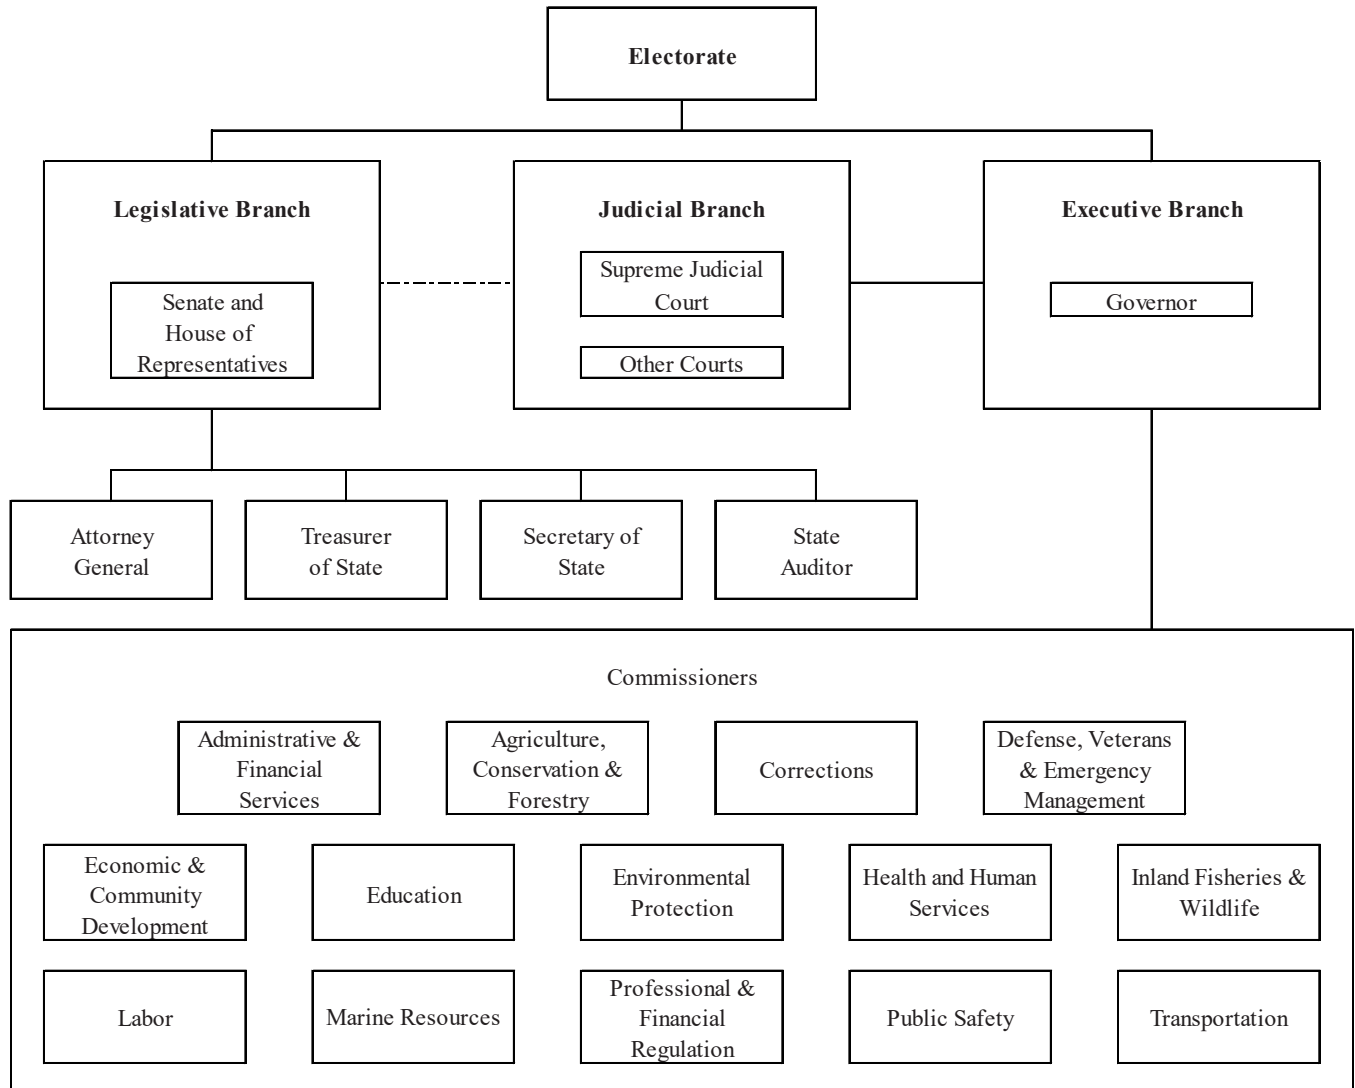 Electorate
Legislative Branch
Senate and
House of
Representatives
Judicial Branch
Supreme Judicial
Court
Other Courts
Executive Branch
Governor
Attorney
General
Treasurer
of State
Secretary of
State
State
Auditor
Commissioners
Administrative &
Financial
Services
Agriculture,
Conservation &
Forestry
Corrections
Defense, Veterans
& Emergency
Management
Economic &
Community
Development
Education
Environmental
Protection
Health and Human
Services
Inland Fisheries &
Wildlife
Labor
Marine Resources
Professional &
Financial
Regulation
Public Safety
Transportation